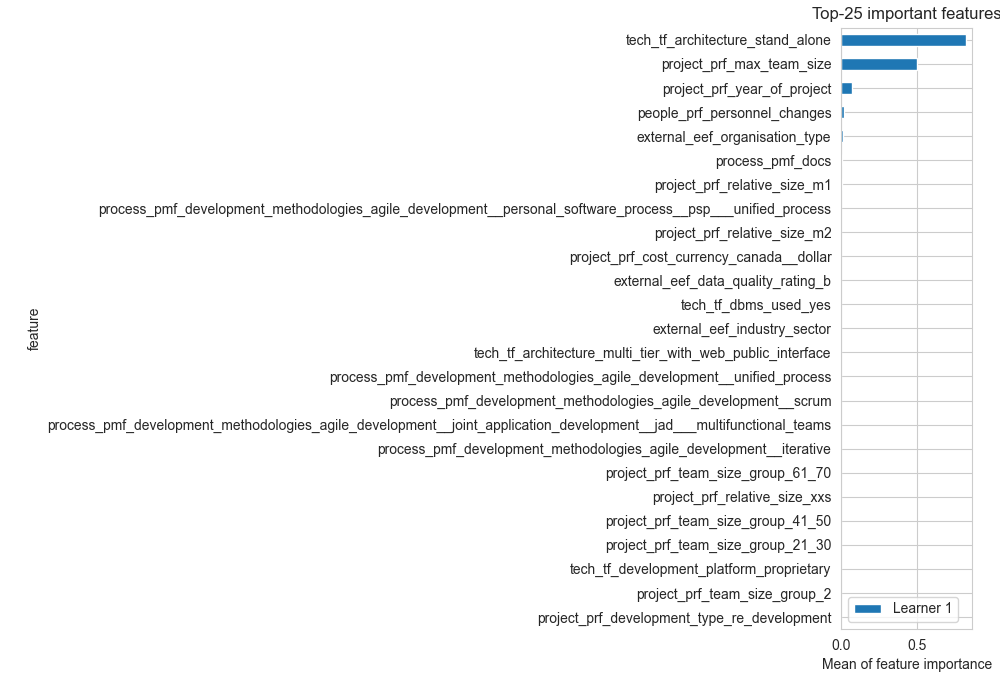 Top-25 important features
tech_tf_architecture_stand_alone
project_prf_max_team_size
project_prf_year_of_project
people_prf_personnel_changes
external_eef_organisation_type
process_pmf_docs
project_prf_relative_size_m1
process_pmf_development_methodologies_agile_development__personal_software_process__psp___unified_process
project_prf_relative_size_m2
project_prf_cost_currency_canada__dollar
external_eef_data_quality_rating_b
tech_tf_dbms_used_yes
external_eef_industry_sector
tech_tf_architecture_multi_tier_with_web_public_interface
process_pmf_development_methodologies_agile_development__unified_process
process_pmf_development_methodologies_agile_development__scrum
process_pmf_development_methodologies_agile_development__joint_application_development__jad___multifunctional_teams
process_pmf_development_methodologies_agile_development__iterative
project_prf_team_size_group_61_70
project_prf_relative_size_xxs
project_prf_team_size_group_41_50
project_prf_team_size_group_21_30
tech_tf_development_platform_proprietary
project_prf_team_size_group_2
project_prf_development_type_re_development
feature
Learner 1
0.0 0.5
Mean of feature importance